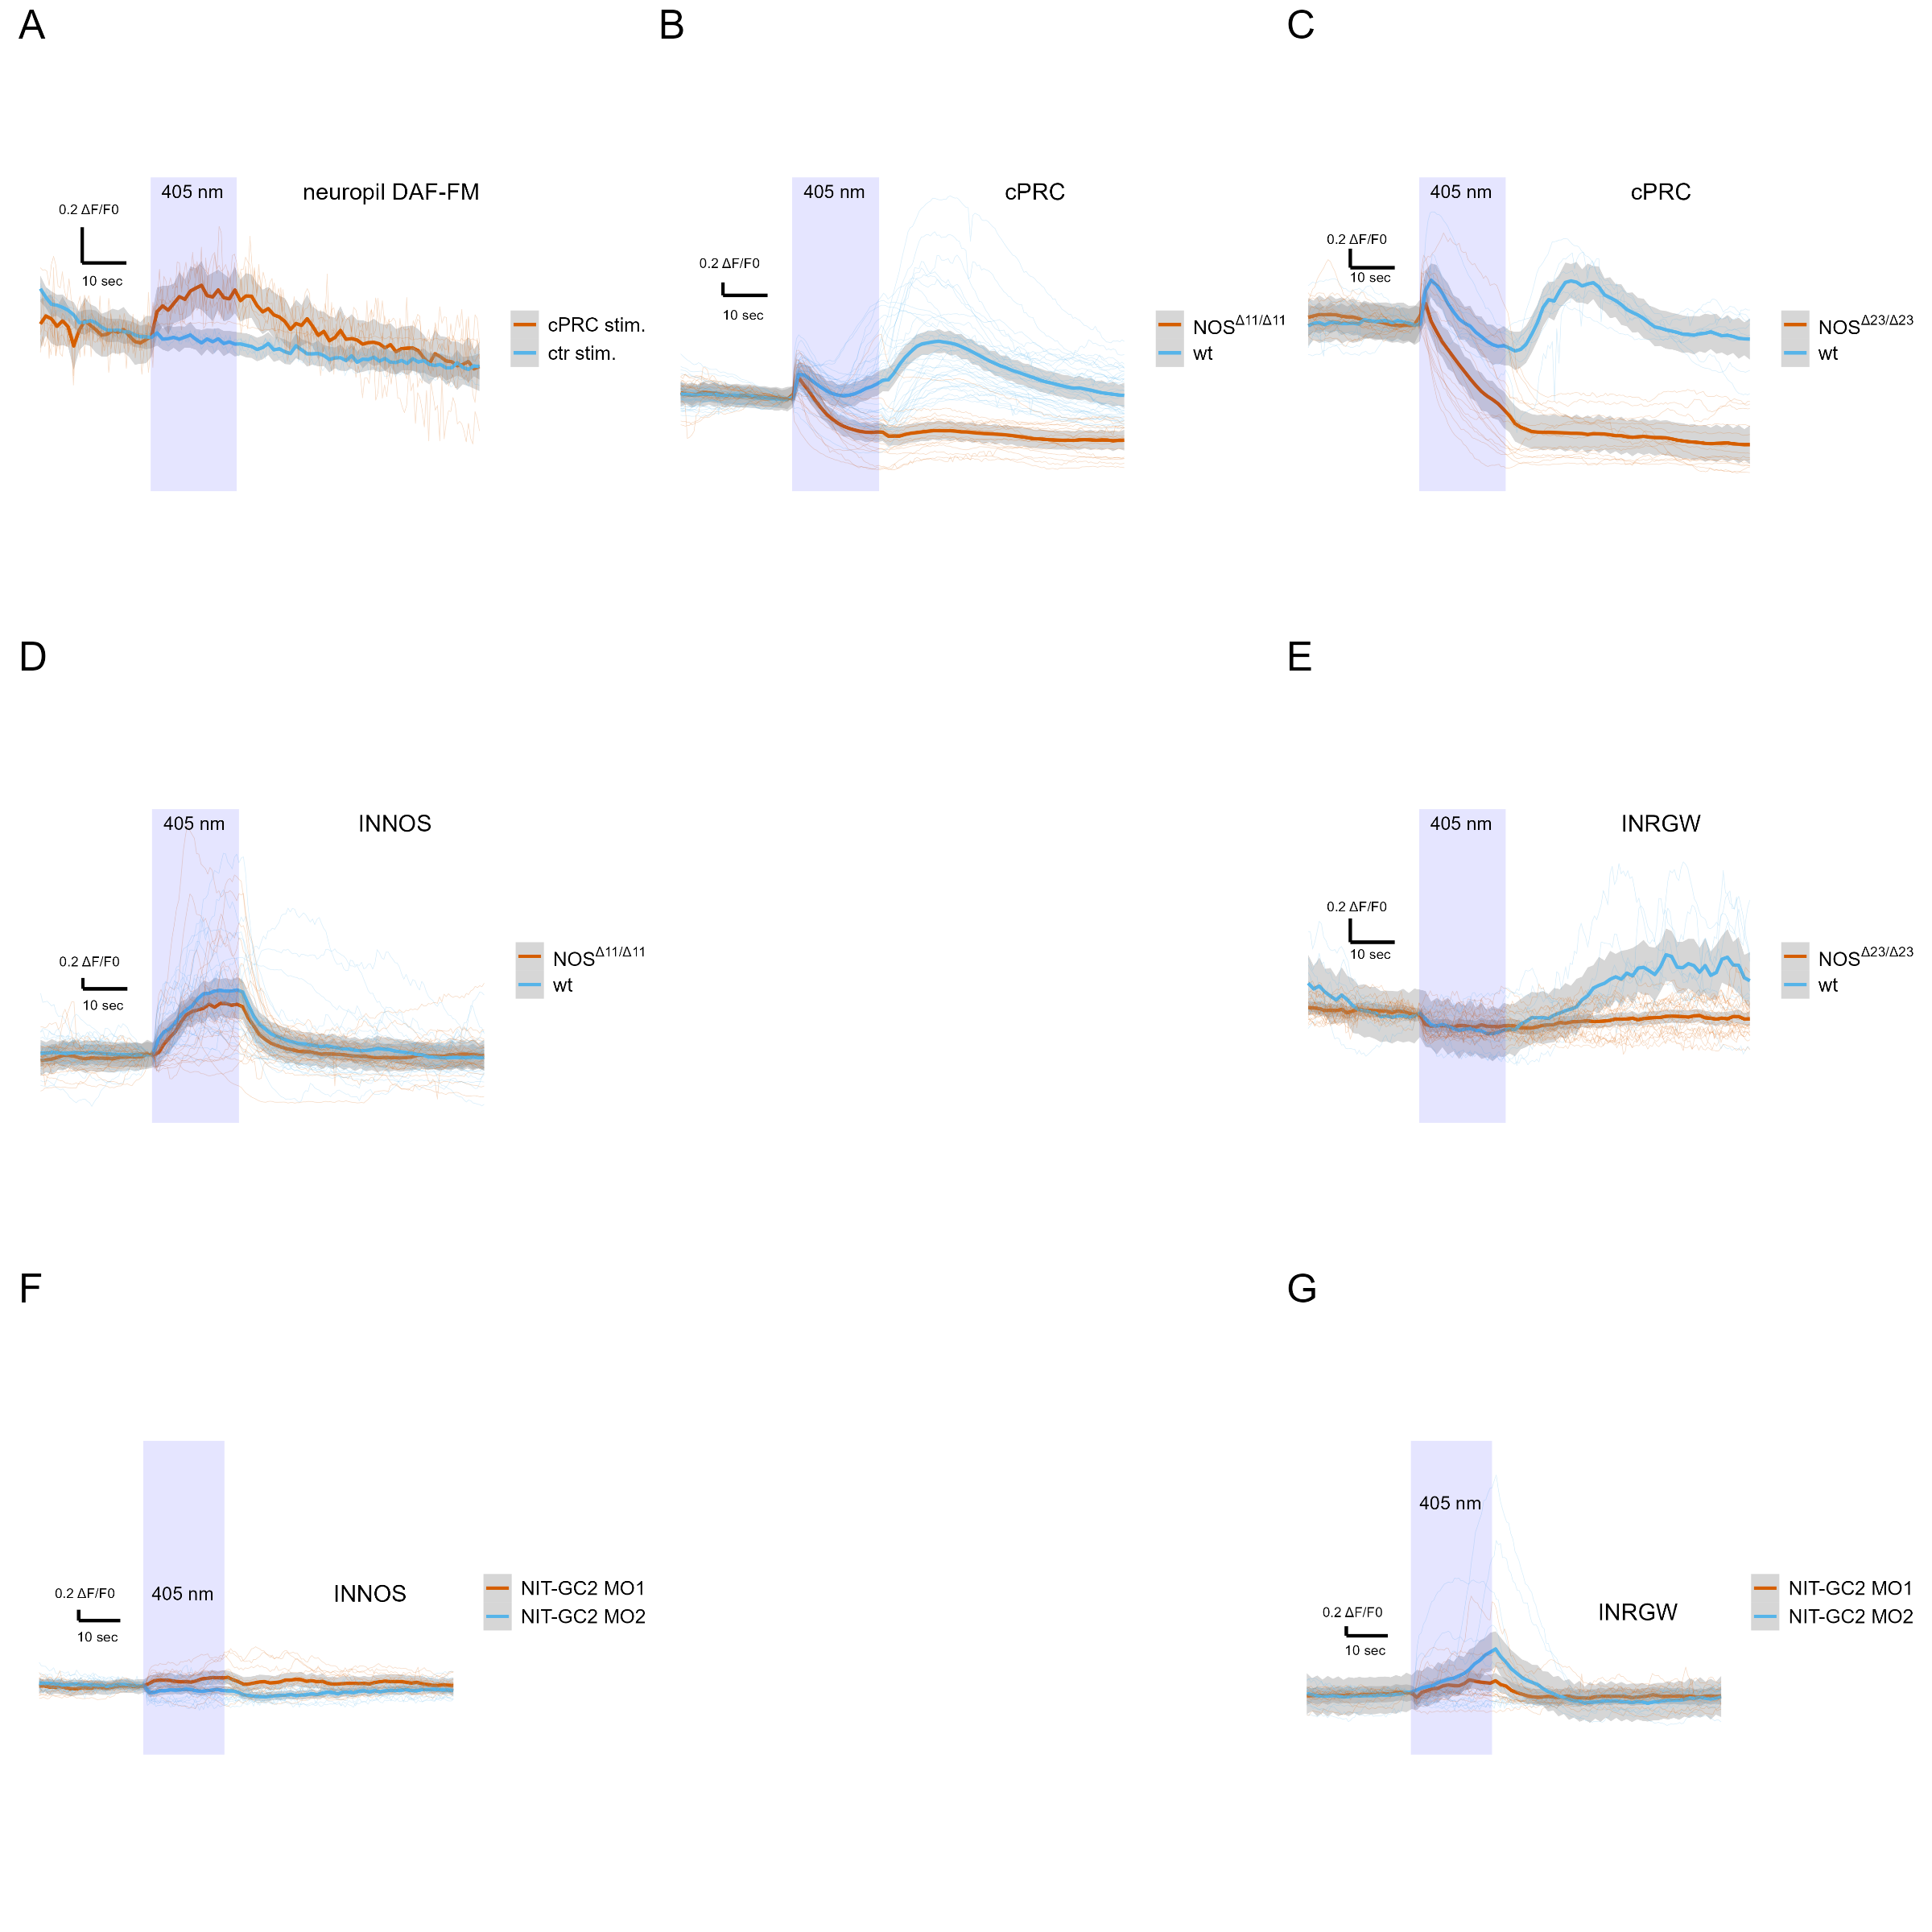 A
B
C
405 nm
neuropil DAF-FM
0.2 ΔF/F0
10 sec
cPRC stim.
ctr stim.
405 nm
cPRC
0.2 ΔF/F0
10 sec
NOSΔ11/Δ11
wt
405 nm
cPRC
0.2 ΔF/F0
10 sec
NOSΔ23/Δ23
wt
D
E
405 nm
INNOS
0.2 ΔF/F0
10 sec
NOSΔ11/Δ11
wt
405 nm
INRGW
0.2 ΔF/F0
10 sec
NOSΔ23/Δ23
wt
F
G
405 nm
INNOS
0.2 ΔF/F0
10 sec
NIT-GC2 MO1
NIT-GC2 MO2
405 nm
INRGW
0.2 ΔF/F0
10 sec
NIT-GC2 MO1
NIT-GC2 MO2